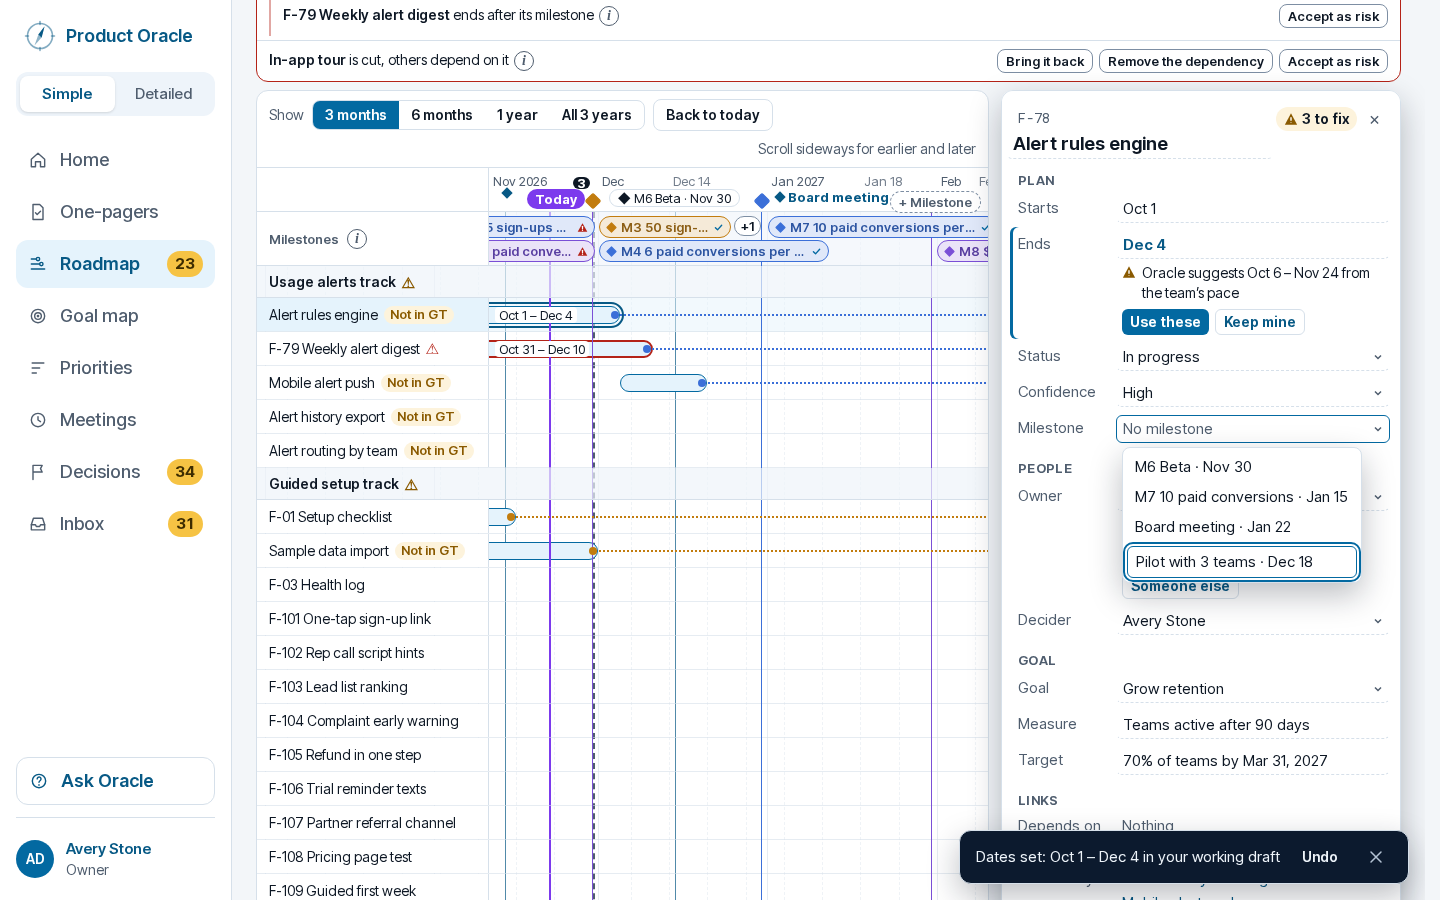 Product Oracle
Simple
Detailed
Home
One-pagers
Roadmap 23
Goal map
Priorities
Meetings
Decisions 34
Inbox 31
Ask Oracle
AD
Avery Stone
Owner
F-79 Weekly alert digest ends after its milestone i
Accept as risk
In-app tour is cut, others depend on it i
Bring it back
Remove the dependency
Accept as risk
Show
3 months
6 months
1 year
All 3 years
Back to today
Scroll sideways for earlier and later
Nov 2026
3
Dec
Dec 14
Jan 2027
Jan 18
Feb
Today
M6 Beta · Nov 30
Board meeting
+ Milestone
Milestones i
5 sign-ups ...
M3 50 sign-...
+1
M7 10 paid conversions per...
paid conve...
M4 6 paid conversions per ...
M8 $
Usage alerts track
Alert rules engine Not in GT
Oct 1 – Dec 4
F-79 Weekly alert digest
Oct 31 – Dec 10
Mobile alert push Not in GT
Alert history export Not in GT
Alert routing by team Not in GT
Guided setup track
F-01 Setup checklist
Sample data import Not in GT
F-03 Health log
F-101 One-tap sign-up link
F-102 Rep call script hints
F-103 Lead list ranking
F-104 Complaint early warning
F-105 Refund in one step
F-106 Trial reminder texts
F-107 Partner referral channel
F-108 Pricing page test
F-109 Guided first week
F-78
3 to fix
Alert rules engine
PLAN
Starts Oct 1
Ends Dec 4
Oracle suggests Oct 6 – Nov 24 from
the team's pace
Use these
Keep mine
Status In progress
Confidence High
Milestone No milestone
M6 Beta · Nov 30
M7 10 paid conversions · Jan 15
Board meeting · Jan 22
Pilot with 3 teams · Dec 18
PEOPLE
Owner
Someone else
Decider Avery Stone
GOAL
Goal Grow retention
Measure Teams active after 90 days
Target 70% of teams by Mar 31, 2027
LINKS
Depends on Nothing
Dates set: Oct 1 – Dec 4 in your working draft
Undo